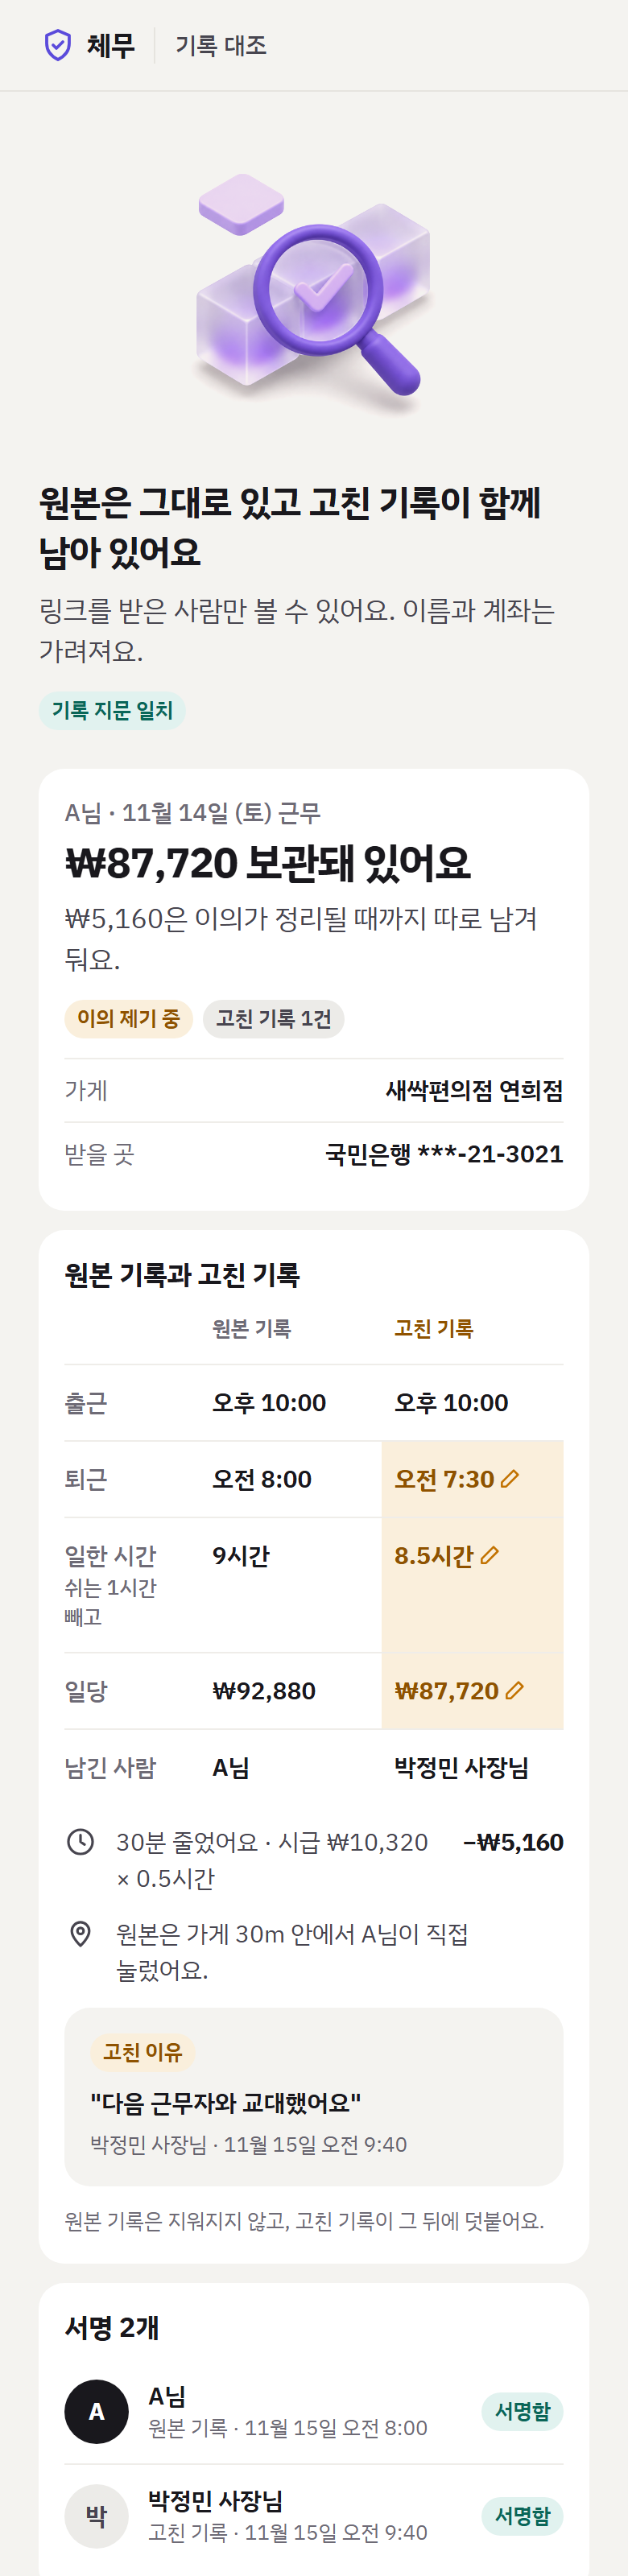 체무
기록 대조
원본은 그대로 있고 고친 기록이 함께
남아 있어요
링크를 받은 사람만 볼 수 있어요. 이름과 계좌는
가려져요.
기록 지문 일치
A님 · 11월 14일 (토) 근무
₩87,720 보관돼 있어요
₩5,160은 이의가 정리될 때까지 따로 남겨
둬요.
이의 제기 중
고친 기록 1건
가게
새싹편의점 연희점
받을 곳
국민은행 ***-21-3021
원본 기록과 고친 기록
원본 기록
고친 기록
출근
오후 10:00
오후 10:00
퇴근
오전 8:00
오전 7:30
일한 시간
쉬는 1시간
빼고
9시간
8.5시간
일당
₩92,880
₩87,720
남긴 사람
A님
박정민 사장님
30분 줄었어요 · 시급 ₩10,320
× 0.5시간
−₩5,160
원본은 가게 30m 안에서 A님이 직접
눌렀어요.
고친 이유
"다음 근무자와 교대했어요"
박정민 사장님 · 11월 15일 오전 9:40
원본 기록은 지워지지 않고, 고친 기록이 그 뒤에 덧붙어요.
서명 2개
A
A님
원본 기록 · 11월 15일 오전 8:00
서명함
박
박정민 사장님
고친 기록 · 11월 15일 오전 9:40
서명함